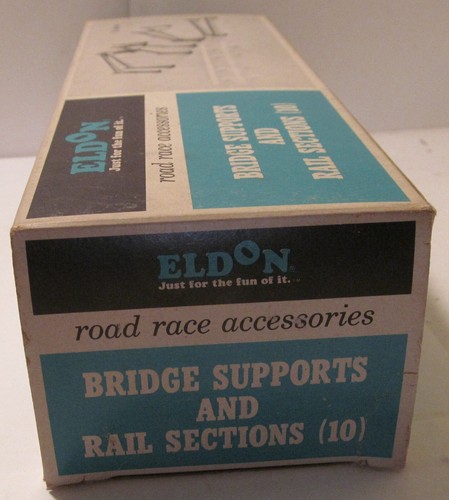 ELDON
Just for the fun of it..
road race accessories
BRIDGE SUPPORTS
AND
RAIL SECTIONS (10)
ELDON
Just for the fun of it.
road race accessories
BRIDGE SUPPORTS
AND
RAIL SECTIONS (10)